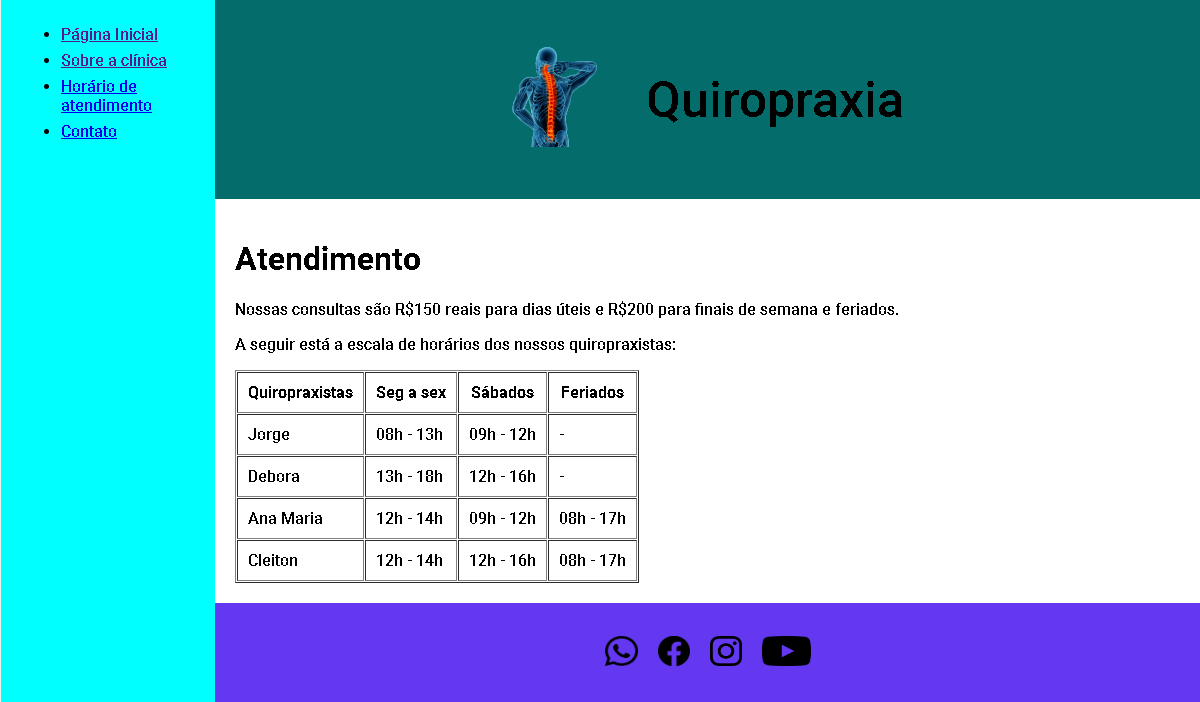 Página Inicial
Sobre a clínica
Horário de
atendimento
Contato
Quiropraxia
Atendimento
Nossas consultas são R$150 reais para dias úteis e R$200 para finais de semana e feriados.
A seguir está a escala de horários dos nossos quiropraxistas:
Quiropraxistas Seg a sex Sábados Feriados
Jorge 08h - 13h 09h - 12h -
Debora 13h - 18h 12h - 16h -
Ana Maria 12h - 14h 09h - 12h 08h - 17h
Cleiton 12h - 14h 12h - 16h 08h - 17h